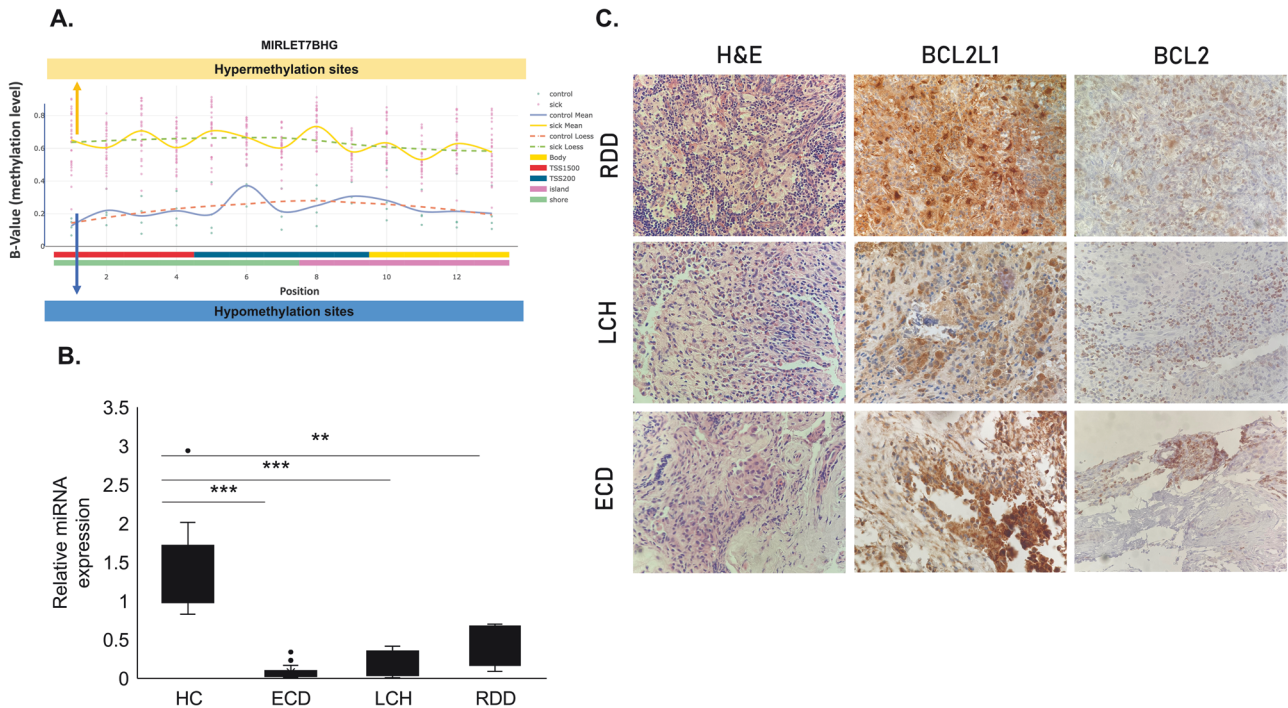 A.
MIRLET7BHG
Hypermethylation sites
B-Value (methylation level)
0.8
0.6
0.4
0.2
0
2
4
6
8
10
12
Position
Hypomethylation sites
control
sick
control Mean
sick Mean
control Loess
sick Loess
Body
TSS1500
TSS200
island
shore
B.
Relative miRNA
expression
3.5
3
2.5
2
1.5
1
0.5
0
**
***
***
HC
ECD
LCH
RDD
C.
H&E
BCL2L1
BCL2
RDD
LCH
ECD